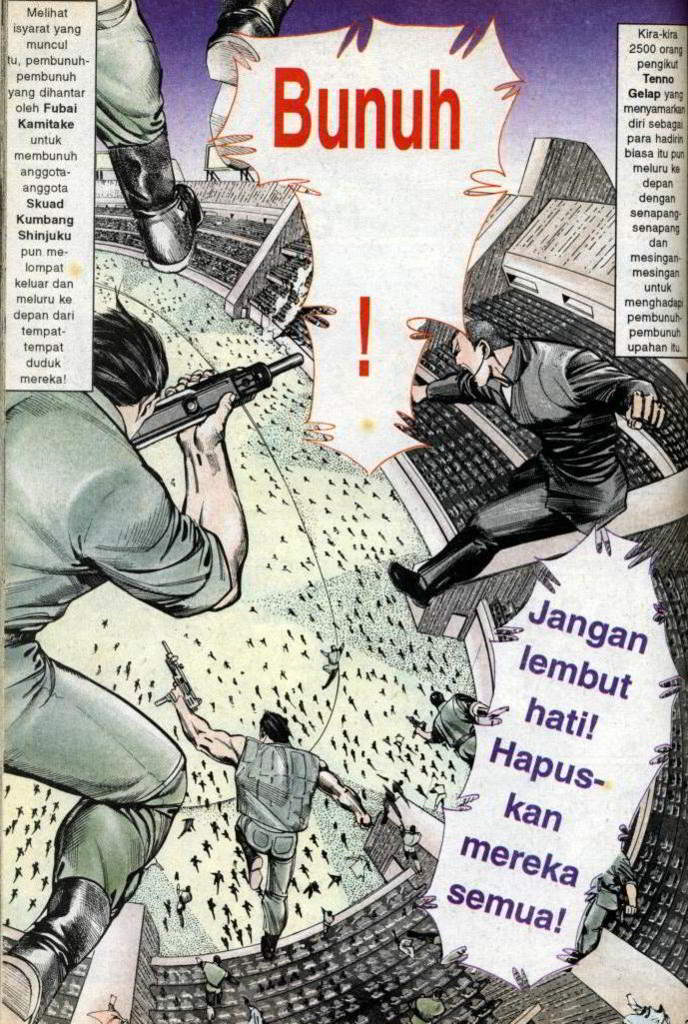 Melihat
isyarat yang
muncul
tu, pembunuh-
pembunuh
yang dihantar
oleh Fubai
Kamitake
untuk
membunuh
anggota-
anggota
Skuad
Kumbang
Shinjuku
pun me-
lompat
keluar dan
meluru ke
depan dari
tempat-
tempat
duduk
mereka!
Bunuh
!
Kira-kira
2500 orang
pengikut
Tenno
Gelap yang
menyamarkan
diri sebagai
para hadirin
biasa itu pun
meluru ke
depan
dengan
senapang-
senapang
dan
mesingan-
mesingan
untuk
menghadapi
pembunuh-
pembunuh
upahan itu.
Jangan
lembut
hati!
Hapus-
kan
mereka
semua!